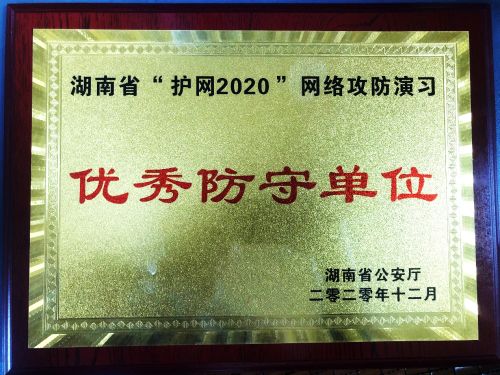 湖南省“护网2020”网络攻防演习
优秀防守单位
湖南省公安厅
二零二零年十二月